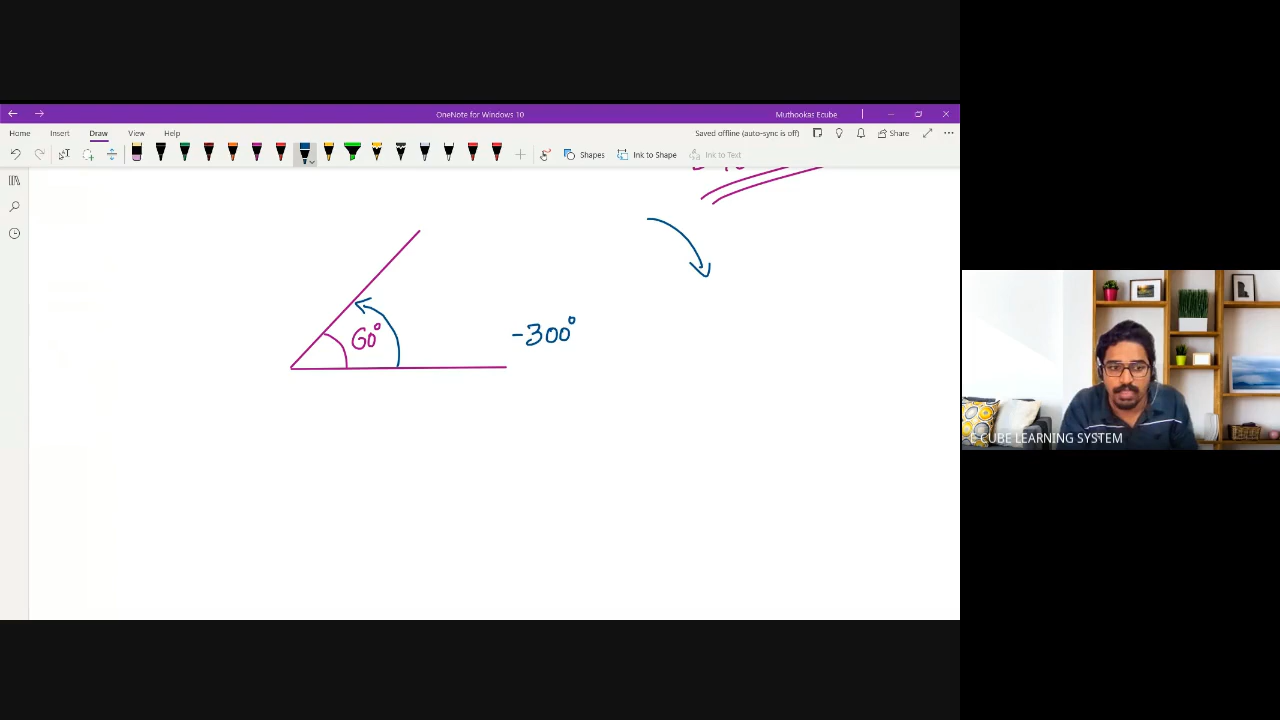 OneNote for Windows 10
Muthookas Ecube
Home Insert Draw View Help
Saved offline (auto-sync is off)
Share
Shapes
Ink to Shape
Ink to Text
60°
-300°
E CUBE LEARNING SYSTEM